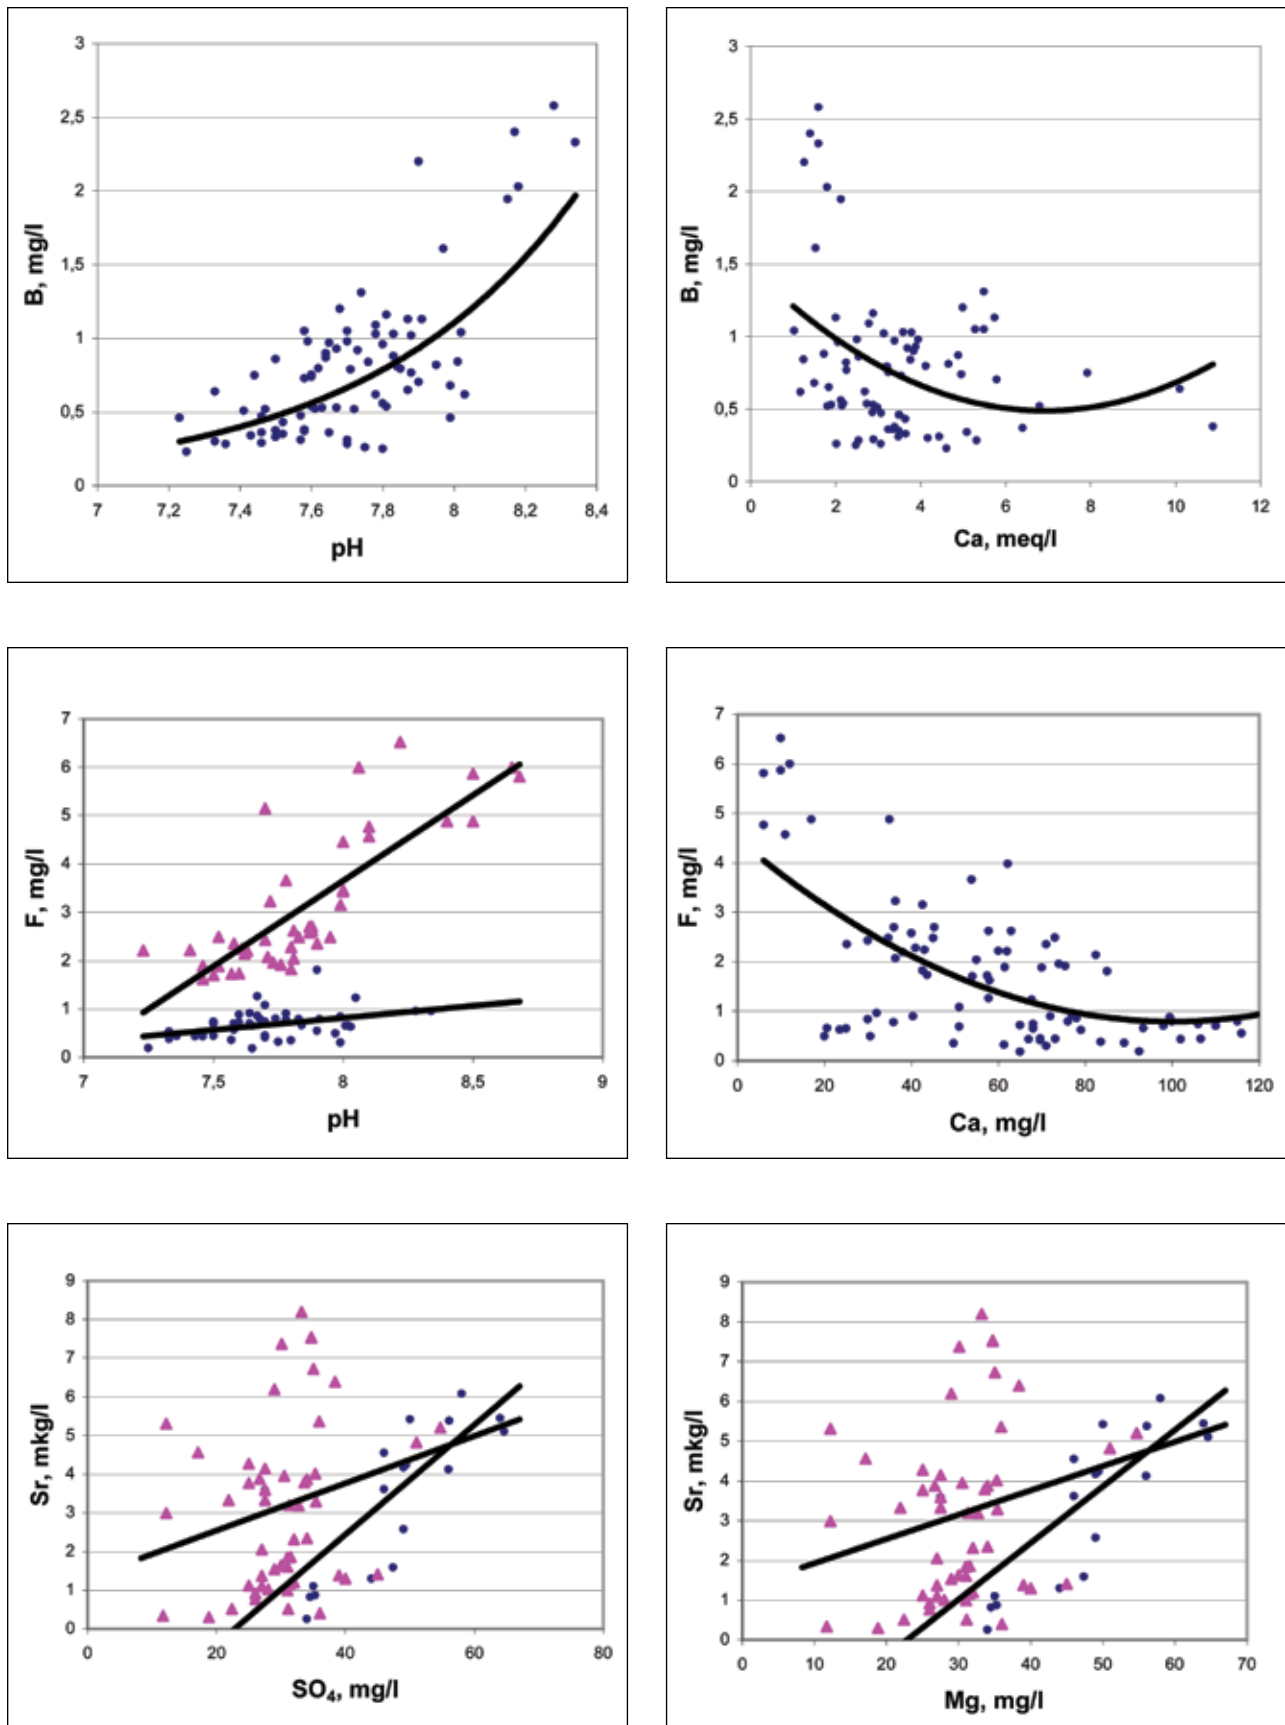 3
2,5
2
1,5
1
0,5
0
B, mg/l
7 7,2 7,4 7,6 7,8 8 8,2 8,4
pH
3
2,5
2
1,5
1
0,5
0
B, mg/l
0 2 4 6 8 10 12
Ca, meq/l
7
6
5
4
3
2
1
0
F, mg/l
7 7,5 8 8,5 9
pH
7
6
5
4
3
2
1
0
F, mg/l
0 20 40 60 80 100 120
Ca, mg/l
9
8
7
6
5
4
3
2
1
0
Sr, mkg/l
0 20 40 60 80
SO₄, mg/l
9
8
7
6
5
4
3
2
1
0
Sr, mkg/l
0 10 20 30 40 50 60 70
Mg, mg/l